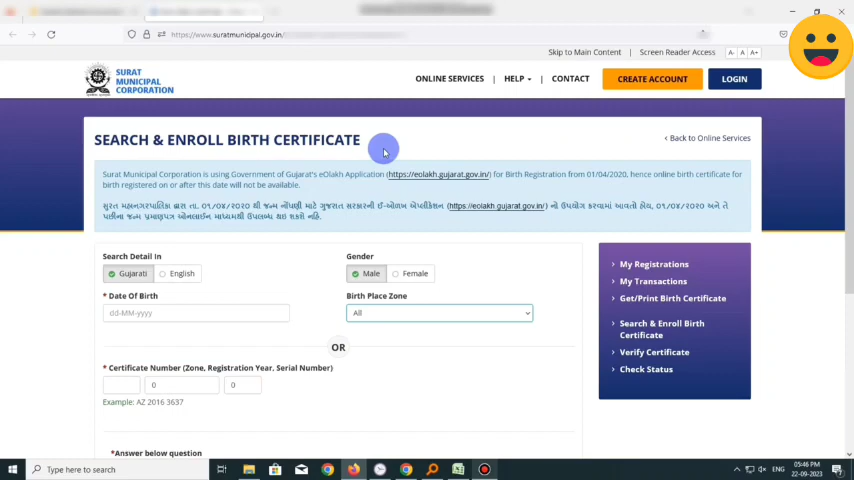 https://www.suratmunicipal.gov.in/
Skip to Main Content | Screen Reader Access A- A A+
SURAT
MUNICIPAL
CORPORATION
ONLINE SERVICES | HELP | CONTACT CREATE ACCOUNT LOGIN
SEARCH & ENROLL BIRTH CERTIFICATE
< Back to Online Services
Surat Municipal Corporation is using Government of Gujarat's eOlakh Application (https://eolakh.gujarat.gov.in/) for Birth Registration from 01/04/2020, hence online birth certificate for
birth registered on or after this date will not be available.
સુરત મહાનગરપાલિકા દ્વારા તા. ૦૧/૦૪/૨૦૨૦ થી જન્મ નોંધણી માટે ગુજરાત સરકારની ઈ-ઓળખ એપ્લીકેશન (https://eolakh.gujarat.gov.in/) નો ઉપયોગ કરવામાં આવતો હોય, ૦૧/૦૪/૨૦૨૦ અને તે
પછીના જન્મ પ્રમાણપત્ર ઓનલાઈન માધ્યમથી ઉપલબ્ધ થઇ શકશે નહિ.
Search Detail In
Gujarati English
Gender
Male Female
* Date Of Birth
dd-MM-yyyy
Birth Place Zone
All
OR
* Certificate Number (Zone, Registration Year, Serial Number)
0 0
Example: AZ 2016 3637
*Answer below question
My Registrations
My Transactions
Get/Print Birth Certificate
Search & Enroll Birth
Certificate
Verify Certificate
Check Status
Type here to search
ENG
05:46 PM
22-09-2023